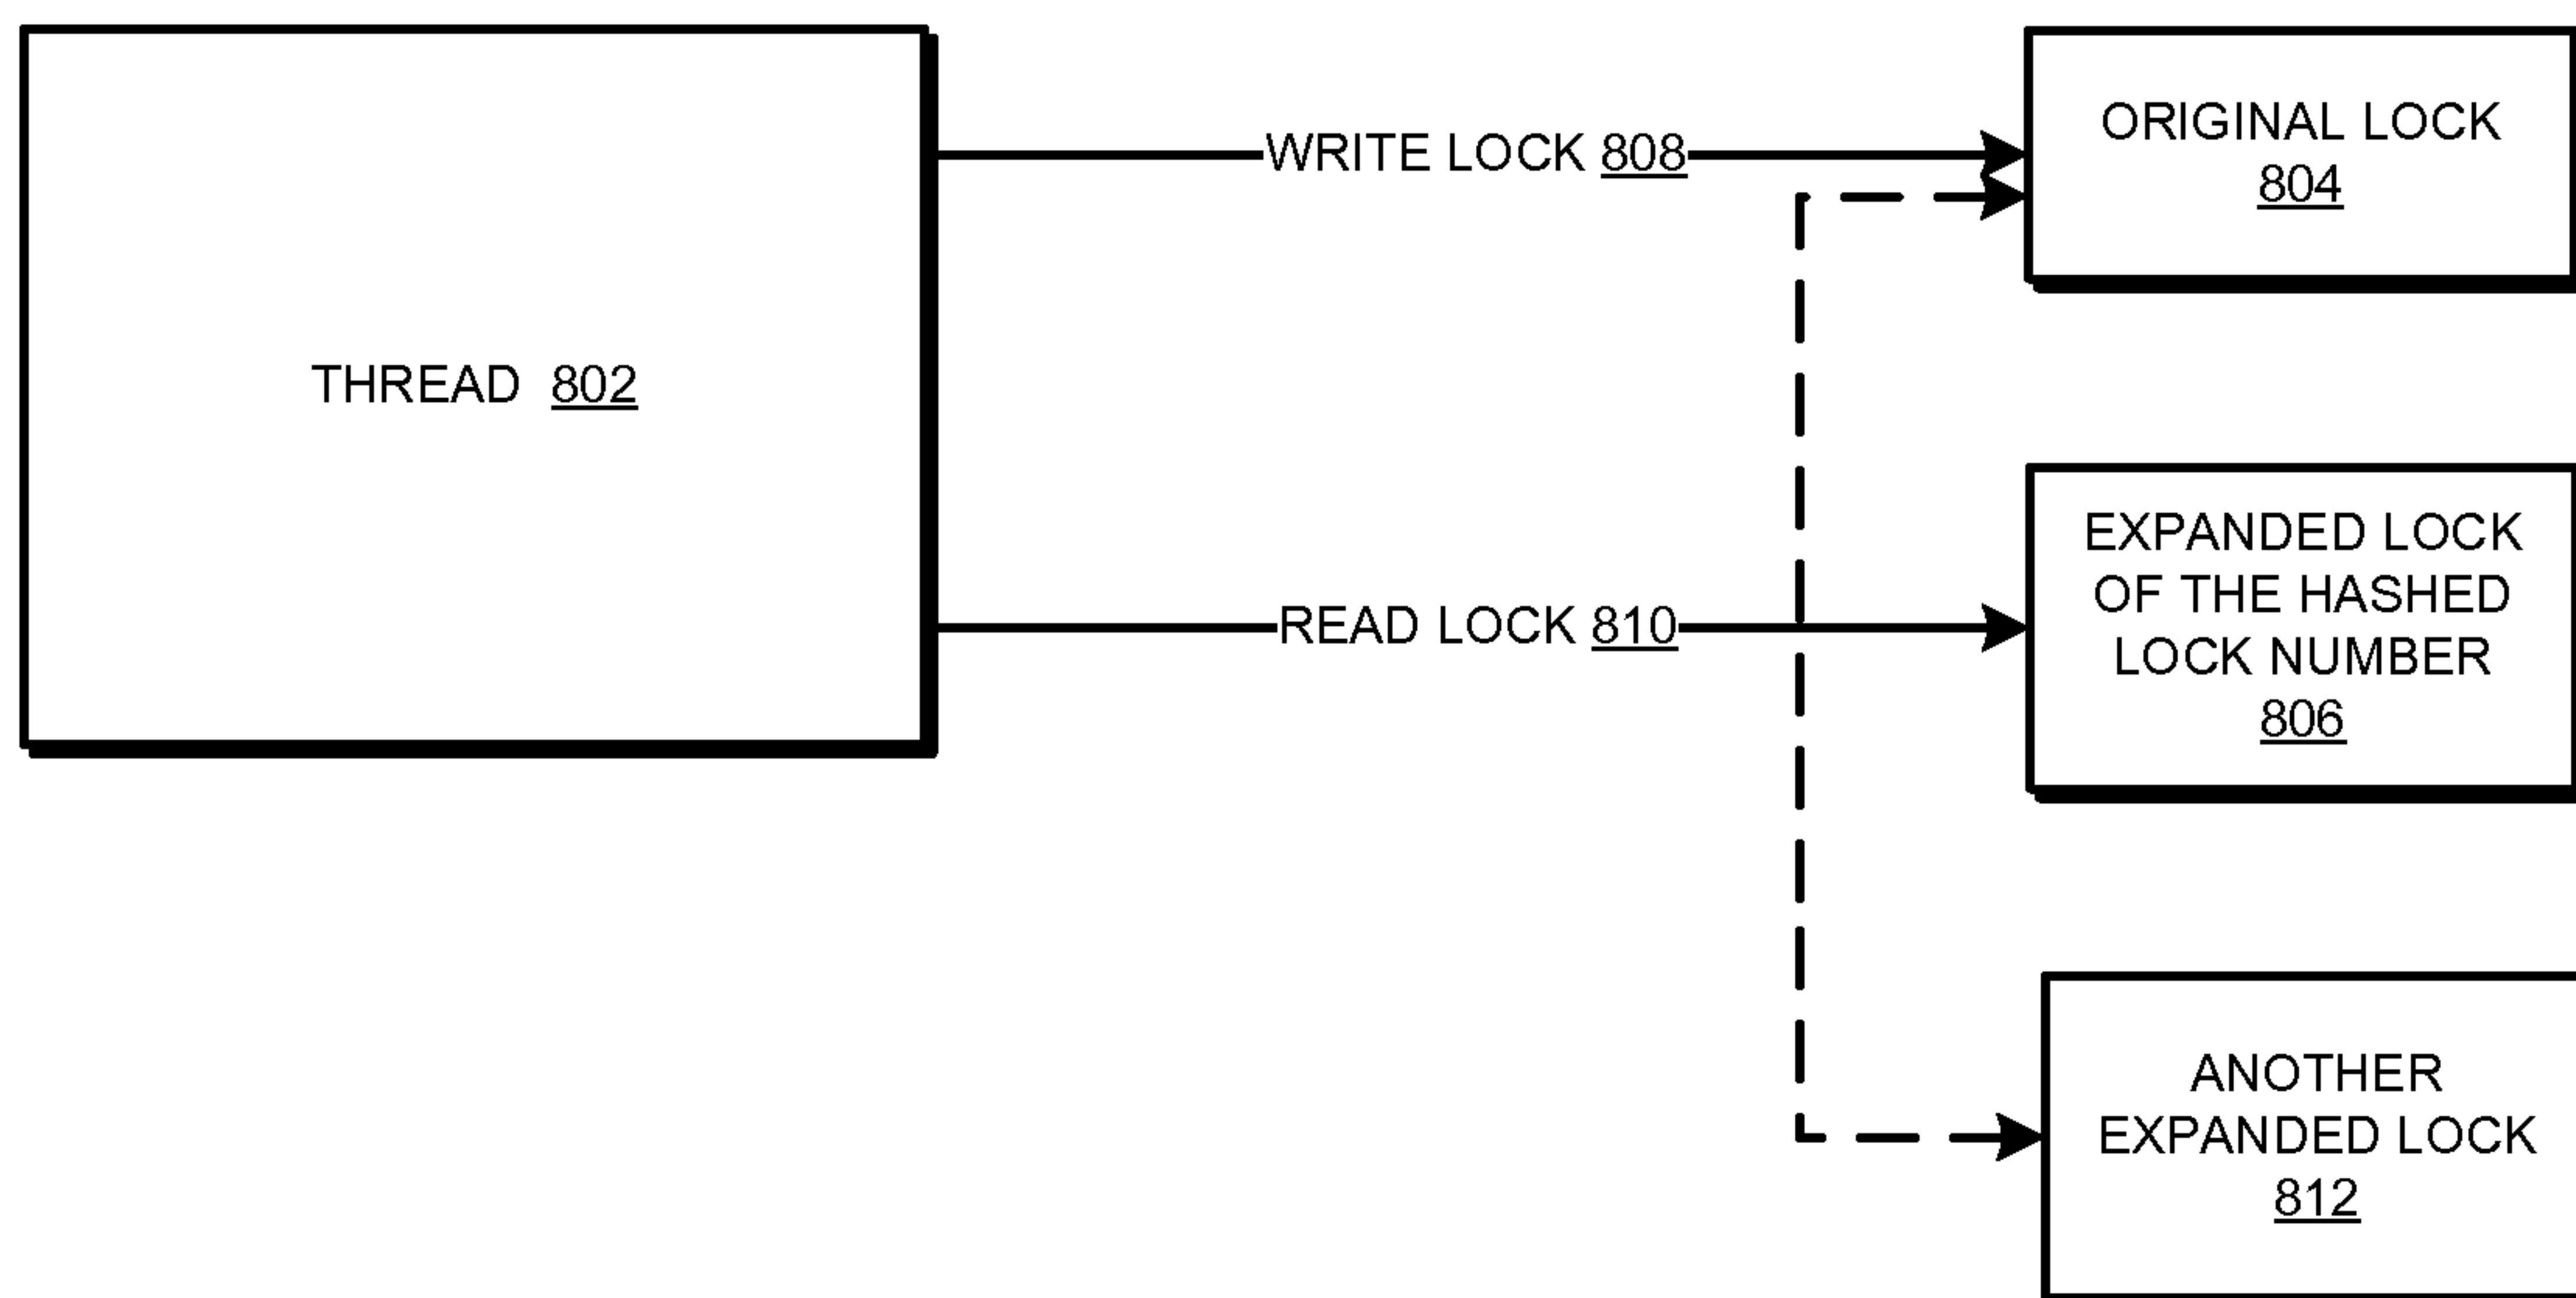 THREAD 802
WRITE LOCK 808
READ LOCK 810
ORIGINAL LOCK
804
EXPANDED LOCK
OF THE HASHED
LOCK NUMBER
806
ANOTHER
EXPANDED LOCK
812